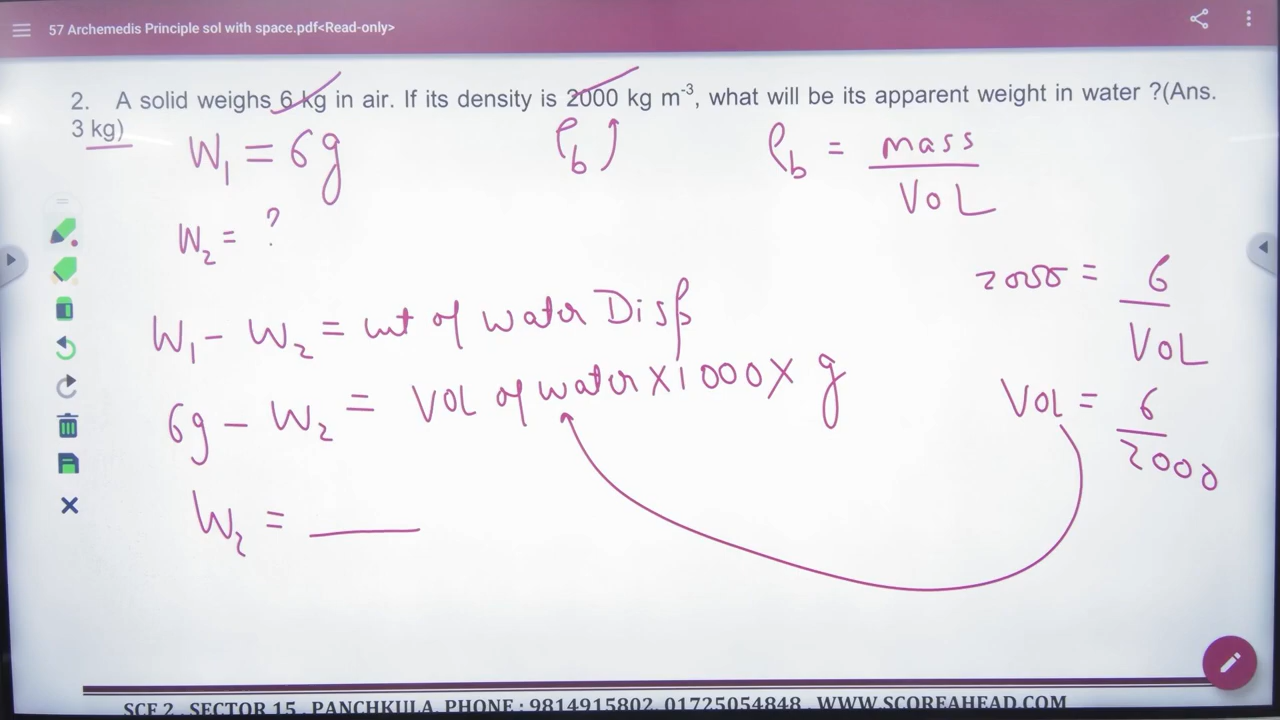 57 Archemedis Principle sol with space.pdf<Read-only>
2. A solid weighs 6 kg in air. If its density is 2000 kg m⁻³, what will be its apparent weight in water ?(Ans.
3 kg)
W₁ = 6g
ρb
ρb = mass / VOL
W₂ = ?
2000 = 6 / VOL
W₁ - W₂ = wt of water Disp
6g - W₂ = VOL of water X 1000 X g
VOL = 6 / 2000
W₂ =
SCF 2, SECTOR 15, PANCHKULA, PHONE : 9814915802, 01725054848, WWW.SCOREAHEAD.COM